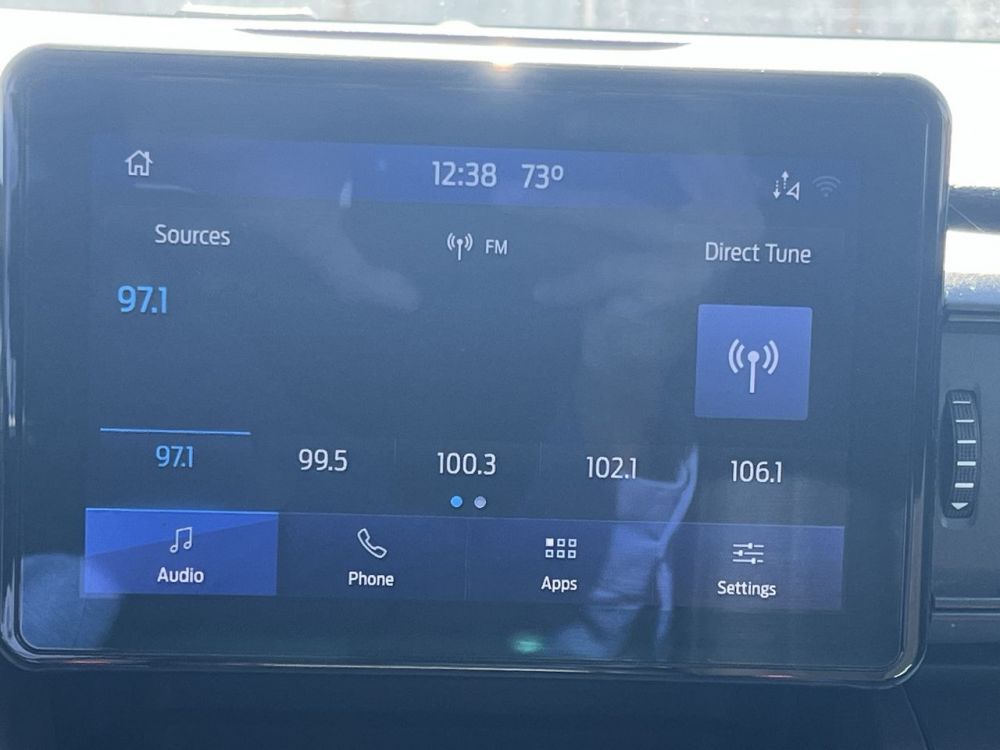 12:38 73º
Sources FM Direct Tune
97.1
97.1 99.5 100.3 102.1 106.1
Audio Phone Apps Settings